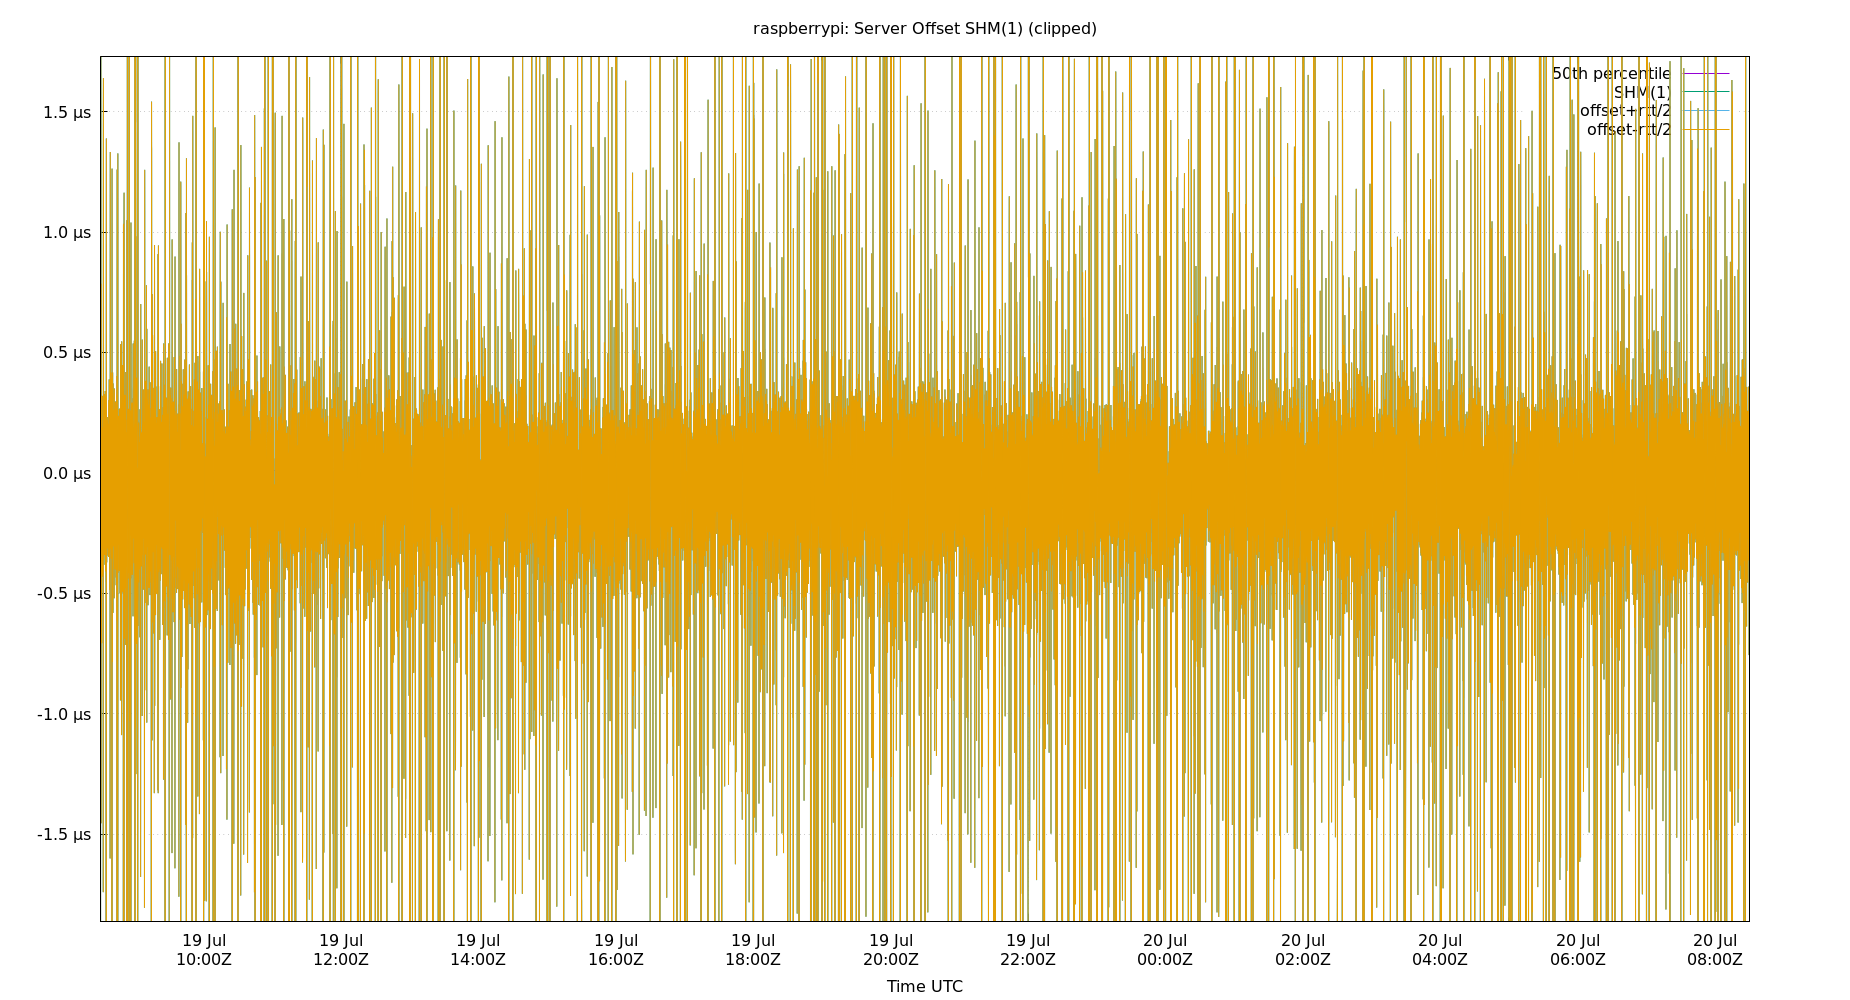 raspberrypi: Server Offset SHM(1) (clipped)
50th percentile
SHM(1)
offset+rtt/2
offset-rtt/2
1.5 µs
1.0 µs
0.5 µs
0.0 µs
-0.5 µs
-1.0 µs
-1.5 µs
19 Jul 19 Jul 19 Jul 19 Jul 19 Jul 19 Jul 19 Jul 20 Jul 20 Jul 20 Jul 20 Jul 20 Jul
10:00Z 12:00Z 14:00Z 16:00Z 18:00Z 20:00Z 22:00Z 00:00Z 02:00Z 04:00Z 06:00Z 08:00Z
Time UTC